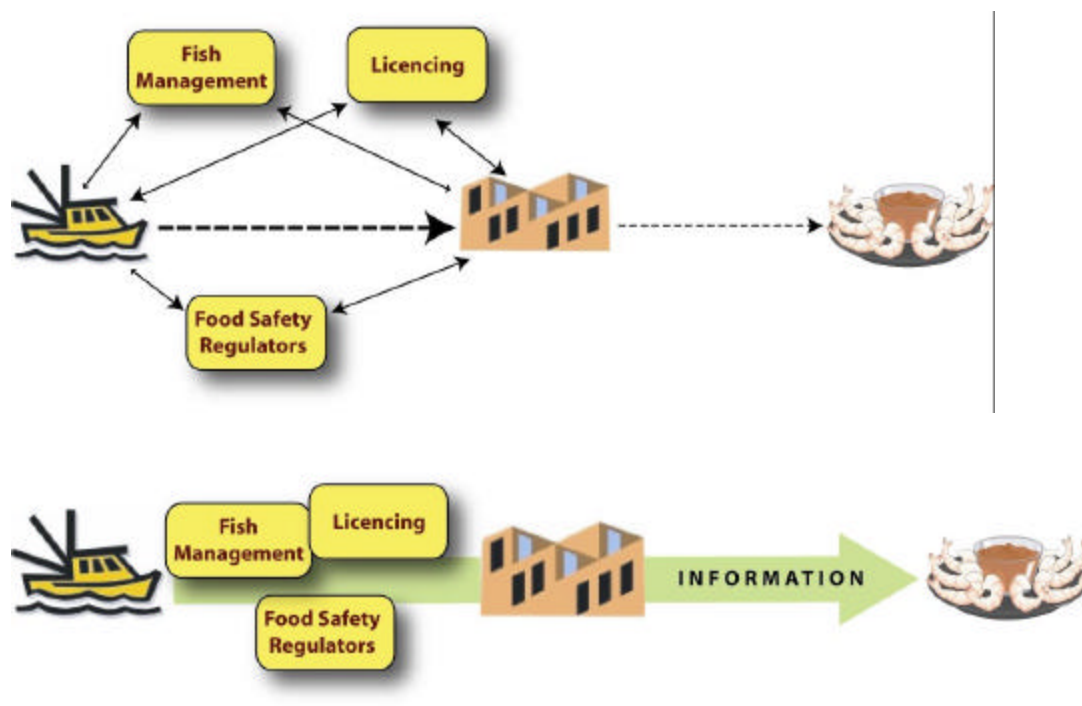 Fish
Management
Licencing
Food Safety
Regulators
Fish
Management
Licencing
INFORMATION
Food Safety
Regulators